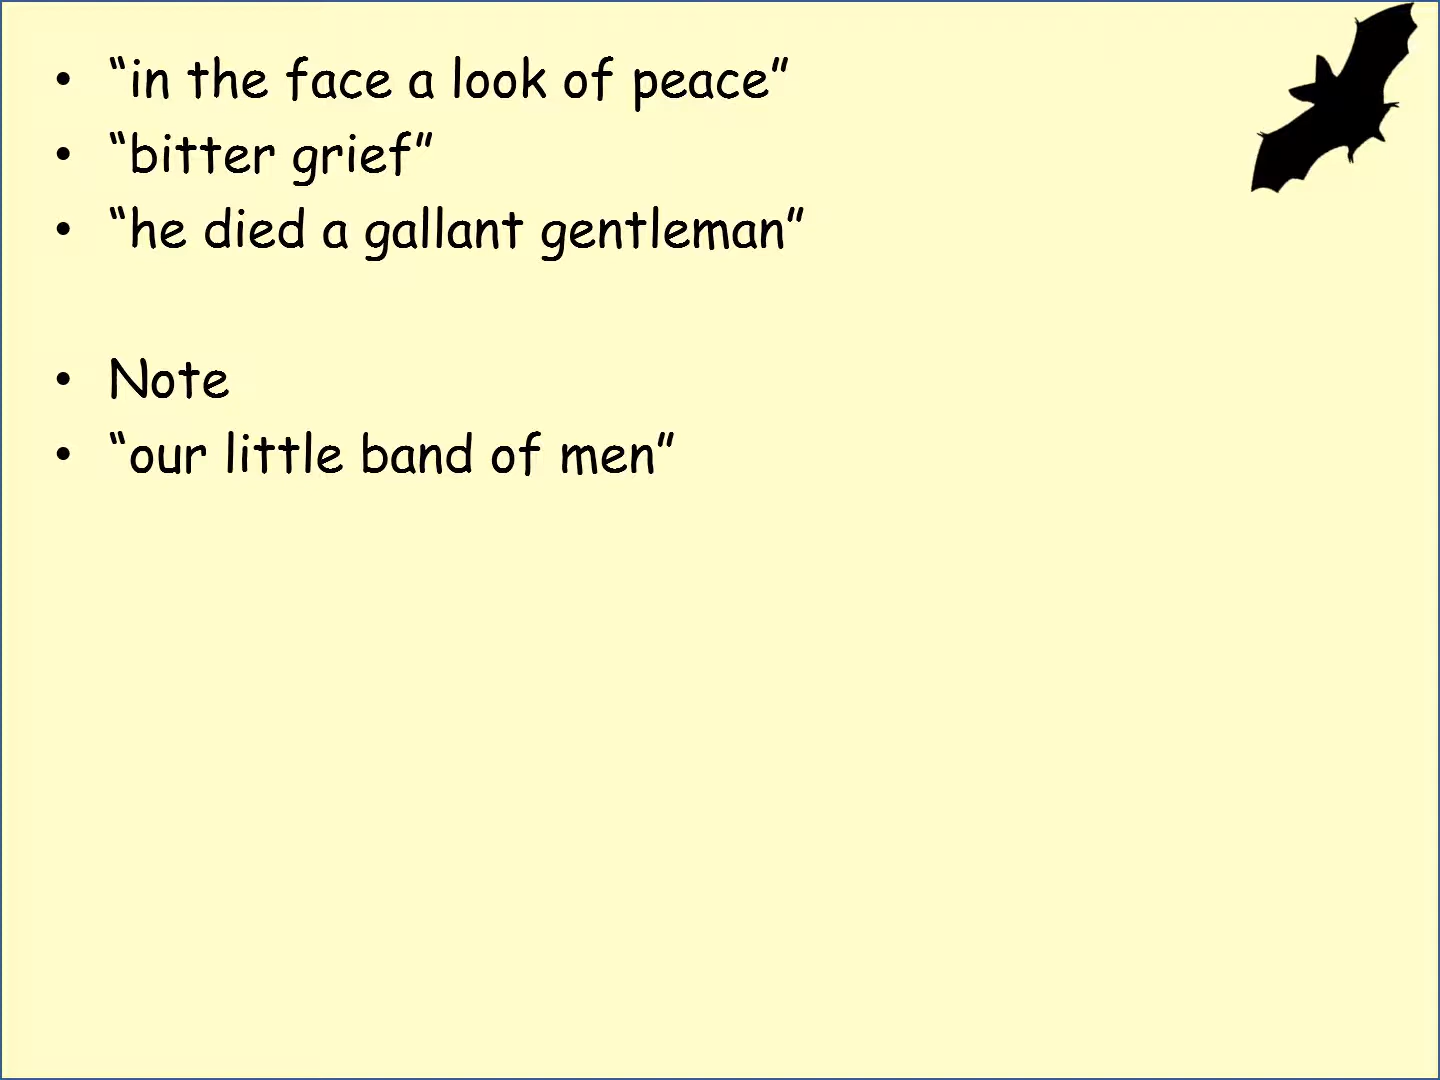 • “in the face a look of peace”
• “bitter grief”
• “he died a gallant gentleman”
• Note
• “our little band of men”